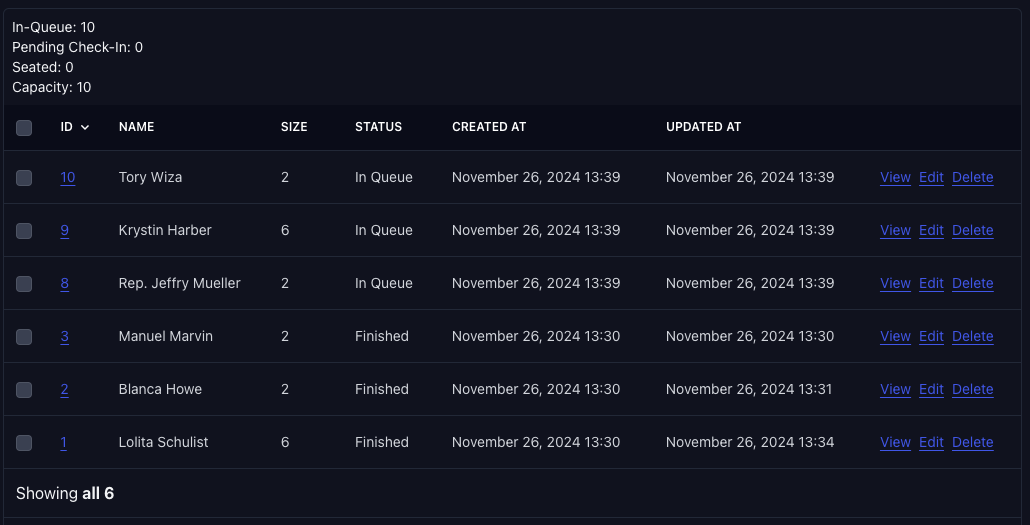 In-Queue: 10
Pending Check-In: 0
Seated: 0
Capacity: 10
ID NAME SIZE STATUS CREATED AT UPDATED AT
10 Tory Wiza 2 In Queue November 26, 2024 13:39 November 26, 2024 13:39 View Edit Delete
9 Krystin Harber 6 In Queue November 26, 2024 13:39 November 26, 2024 13:39 View Edit Delete
8 Rep. Jeffry Mueller 2 In Queue November 26, 2024 13:39 November 26, 2024 13:39 View Edit Delete
3 Manuel Marvin 2 Finished November 26, 2024 13:30 November 26, 2024 13:30 View Edit Delete
2 Blanca Howe 2 Finished November 26, 2024 13:30 November 26, 2024 13:31 View Edit Delete
1 Lolita Schulist 6 Finished November 26, 2024 13:30 November 26, 2024 13:34 View Edit Delete
Showing all 6